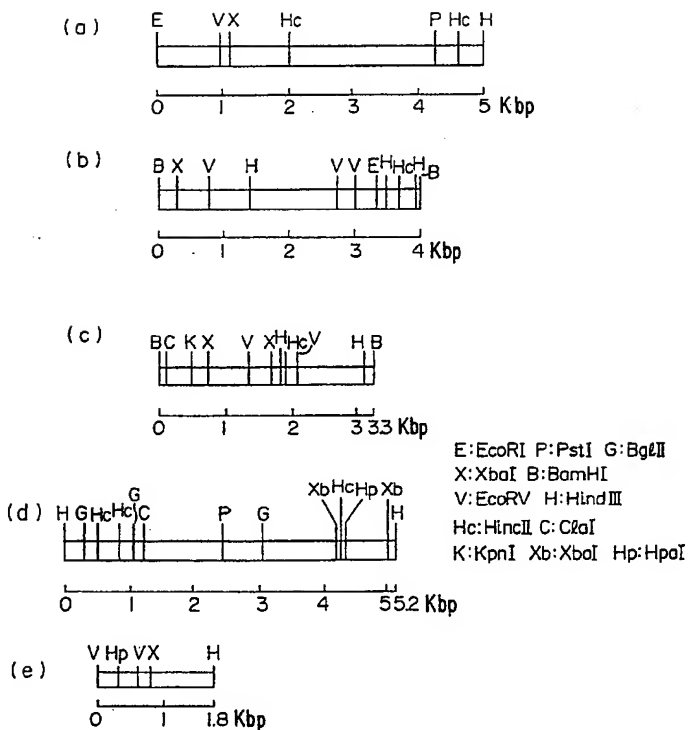 (a)
E V X Hc P Hc H
0 1 2 3 4 5 Kbp
(b)
B X V H V V E H Hc H B
0 1 2 3 4 Kbp
(c)
B C K X V X H Hc V H B
0 1 2 3 3.3 Kbp
(d)
H G Hc Hc G C P G Xb Hc Hp Xb H
0 1 2 3 4 5 5.2 Kbp
(e)
V Hp V X H
0 1 1.8 Kbp
E:EcoRI P:PstI G:BglII
X:XbaI B:BamHI
V:EcoRV H:HindIII
Hc:HincII C:ClaI
K:KpnI Xb:XbaI Hp:HpaI